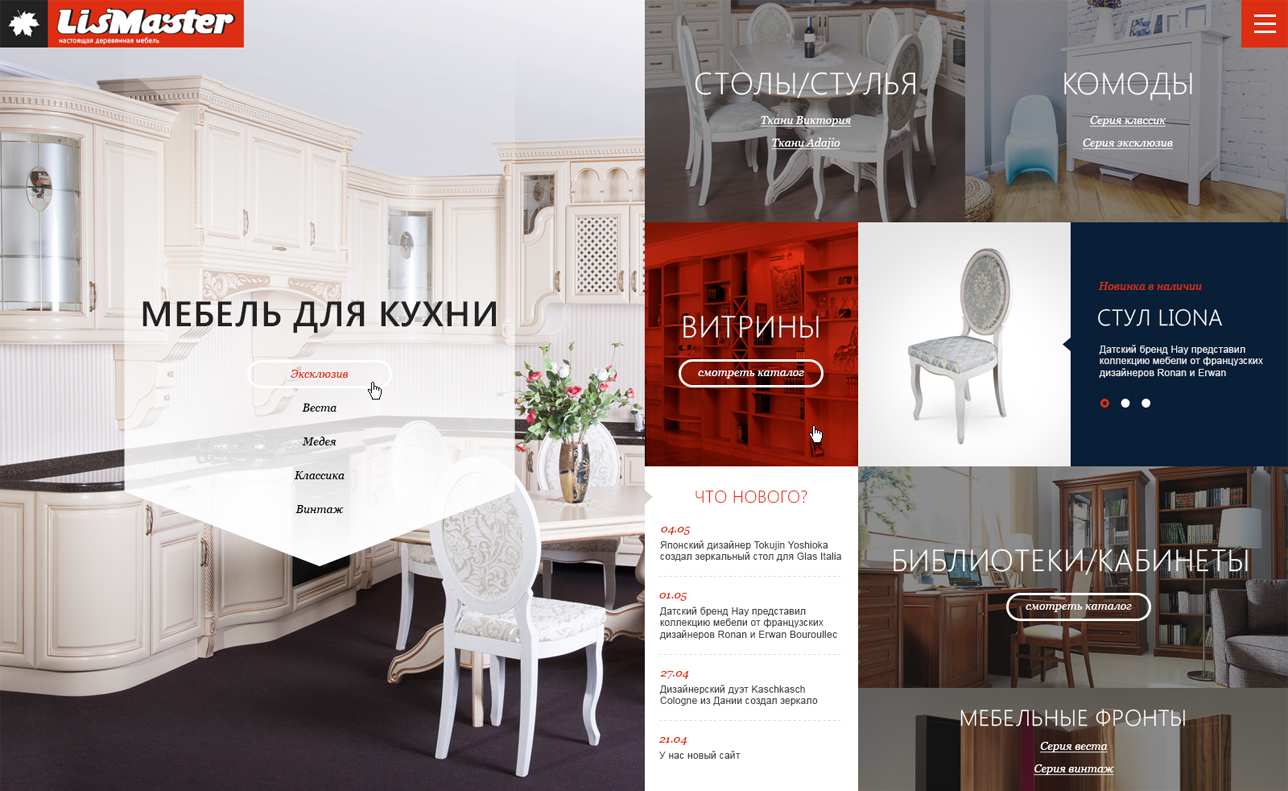 LisMaster
настоящая деревянная мебель
МЕБЕЛЬ ДЛЯ КУХНИ
Эксклюзив
Веста
Медея
Классика
Винтаж
СТОЛЫ/СТУЛЬЯ
Ткани Виктория
Ткани Adajio
КОМОДЫ
Серия клвссик
Серия эксклюзив
ВИТРИНЫ
смотреть каталог
Новинка в наличии
СТУЛ LIONA
Датский бренд Hay представил
коллекцию мебели от французских
дизайнеров Ronan и Erwan
ЧТО НОВОГО?
04.05
Японский дизайнер Tokujin Yoshioka
создал зеркальный стол для Glas Italia
01.05
Датский бренд Hay представил
коллекцию мебели от французских
дизайнеров Ronan и Erwan Bouroullec
27.04
Дизайнерский дуэт Kaschkasch
Cologne из Дании создал зеркало
21.04
У нас новый сайт
БИБЛИОТЕКИ/КАБИНЕТЫ
смотреть каталог
МЕБЕЛЬНЫЕ ФРОНТЫ
Серия веста
Серия винтаж